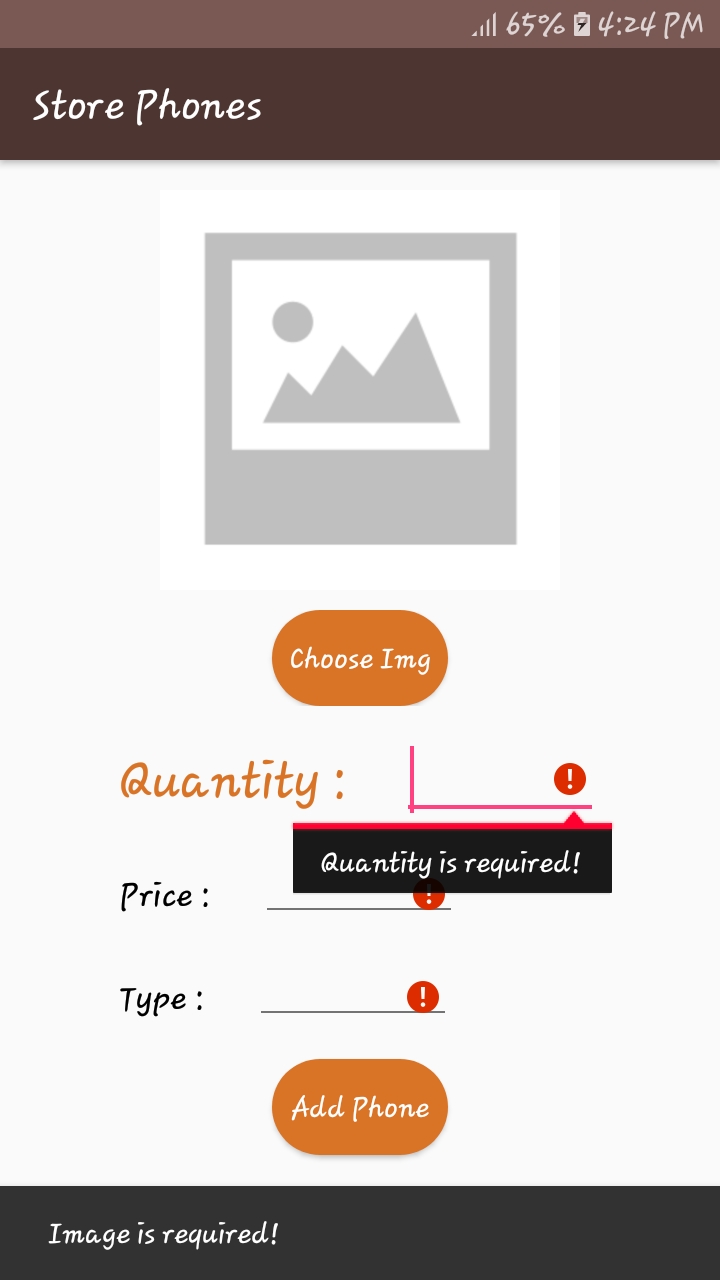 65% 4:24 PM
Store Phones
Choose Img
Quantity :
Quantity is required!
Price :
Type :
Add Phone
Image is required!